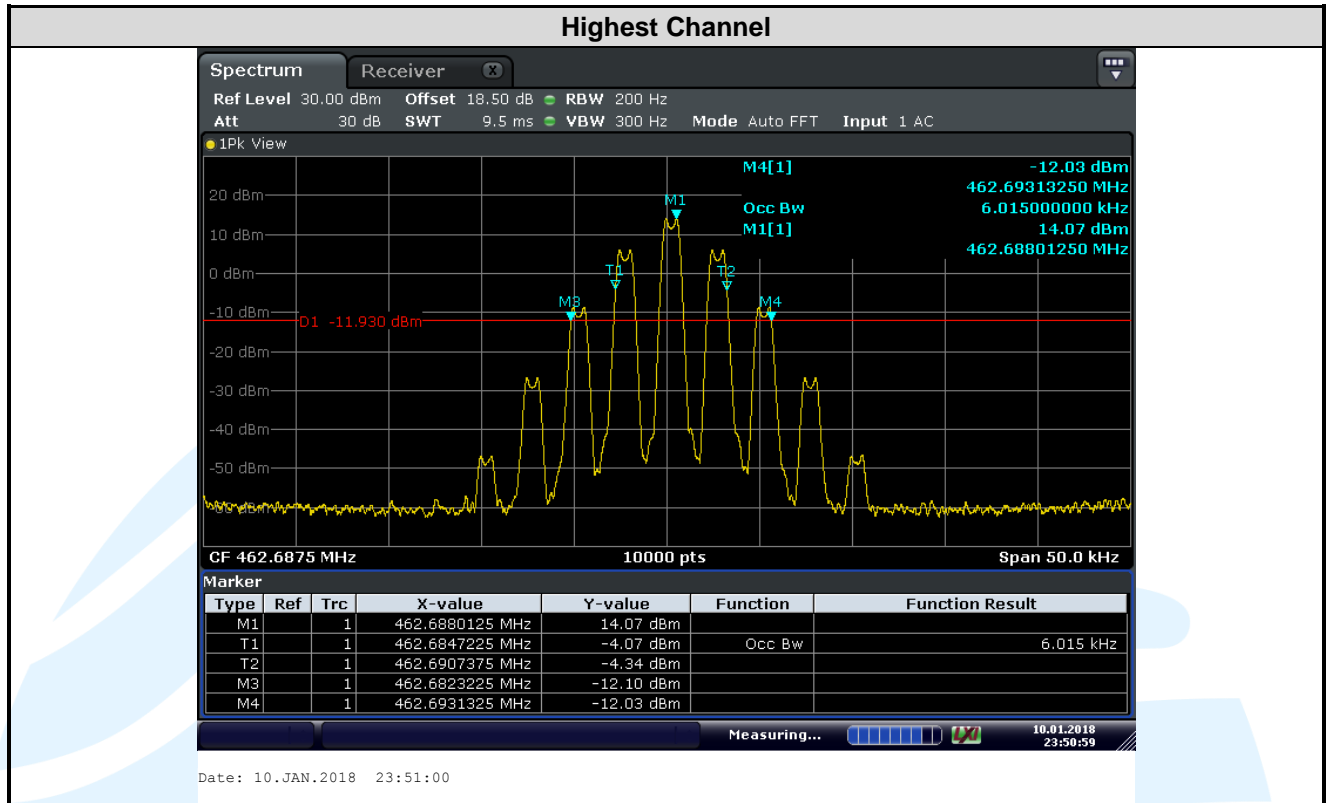 Highest Channel
Spectrum Receiver
Ref Level 30.00 dBm Offset 18.50 dB RBW 200 Hz
Att 30 dB SWT 9.5 ms VBW 300 Hz Mode Auto FFT Input 1 AC
1Pk View
M4[1] -12.03 dBm
462.69313250 MHz
Occ Bw 6.015000000 kHz
M1[1] 14.07 dBm
462.68801250 MHz
20 dBm
M1
10 dBm
0 dBm
T1 T2
-10 dBm
M3 M4
D1 -11.930 dBm
-20 dBm
-30 dBm
-40 dBm
-50 dBm
-60 dBm
CF 462.6875 MHz 10000 pts Span 50.0 kHz
Marker
Type Ref Trc X-value Y-value Function Function Result
M1 1 462.6880125 MHz 14.07 dBm
T1 1 462.6847225 MHz -4.07 dBm Occ Bw 6.015 kHz
T2 1 462.6907375 MHz -4.34 dBm
M3 1 462.6823225 MHz -12.10 dBm
M4 1 462.6931325 MHz -12.03 dBm
Measuring... LXI 10.01.2018
23:50:59
Date: 10.JAN.2018 23:51:00